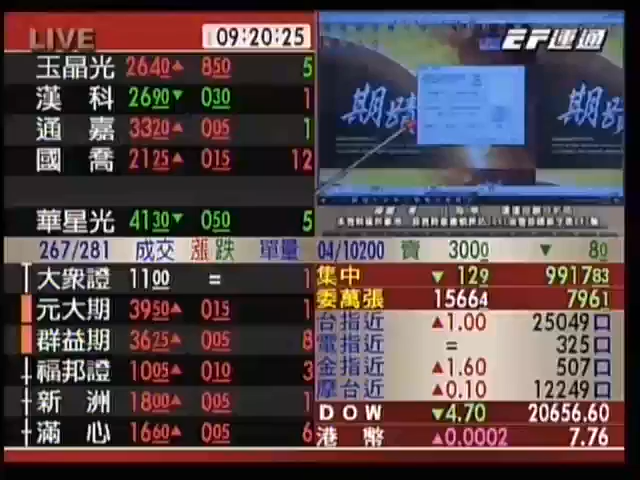 LIVE 09:20:25
EF運通
玉晶光 2640▲ 850 5
漢科 2690▼ 030 1
通嘉 3320▲ 005 1
國喬 2125▲ 015 12
華星光 4130▼ 050 5
267/281 成交 漲跌 單量
大衆證 1100 = 1
元大期 3950▲ 015 1
群益期 3625▲ 005 8
福邦證 1005▲ 010 3
新洲 1800▲ 005 1
滿心 1660▲ 005 6
04/10200 賣 3000 ▼ 80
集中 ▼129 991783
委萬張 15664 7961
台指近 ▲1.00 25049口
電指近 = 325口
金指近 ▲1.60 507口
摩台近 ▲0.10 12249口
DOW ▼4.70 20656.60
港幣 ▲0.0002 7.76